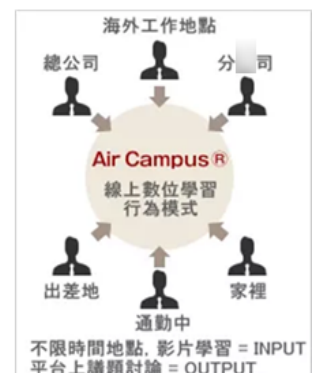 海外工作地點
總公司
分 司
Air Campus®
線上數位學習
行為模式
出差地
家裡
通勤中
不限時間地點, 影片學習 = INPUT
平台上議題討論 = OUTPUT